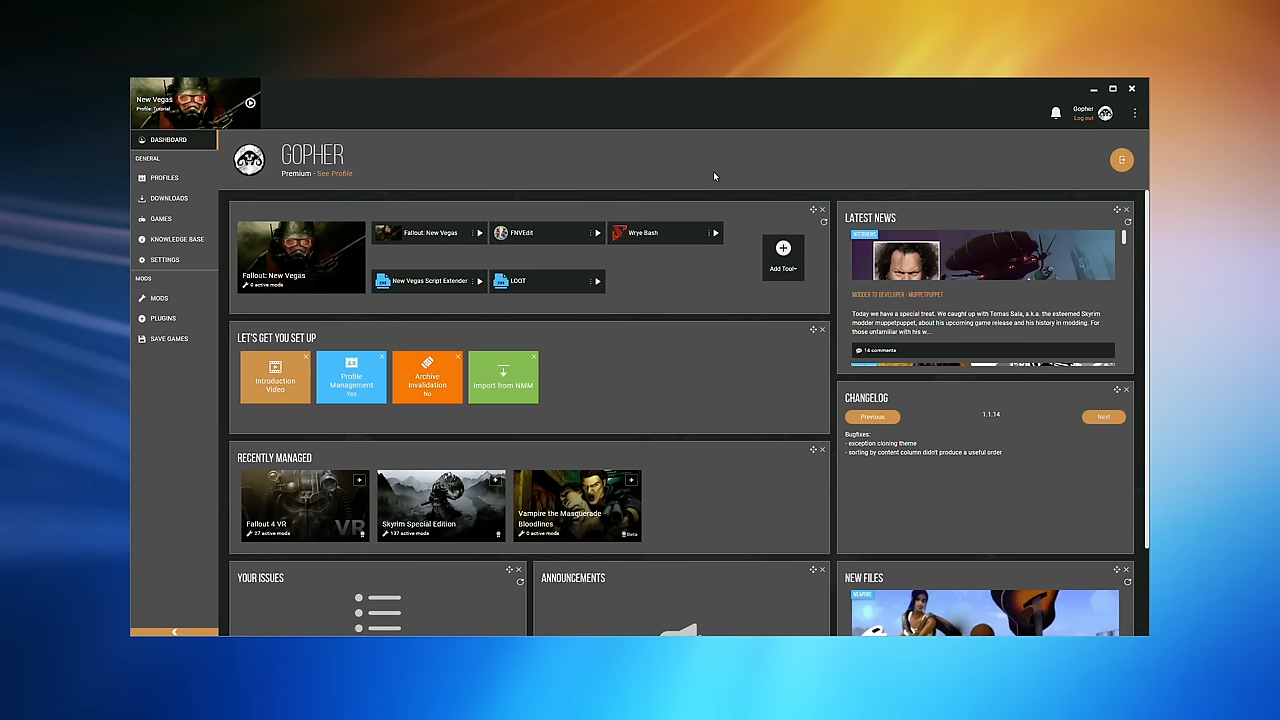 New Vegas
Profile: Tutorial
Gopher
Log out
DASHBOARD
GENERAL
PROFILES
DOWNLOADS
GAMES
KNOWLEDGE BASE
SETTINGS
MODS
MODS
PLUGINS
SAVE GAMES
GOPHER
Premium - See Profile
Fallout: New Vegas
0 active mods
Fallout: New Vegas
FNVEdit
Wrye Bash
New Vegas Script Extender
LOOT
Add Tool
LET'S GET YOU SET UP
Introduction
Video
Profile
Management
Yes
Archive
Invalidation
No
Import from NMM
RECENTLY MANAGED
Fallout 4 VR
27 active mods
VR
Skyrim Special Edition
137 active mods
Vampire the Masquerade
Bloodlines
0 active mods
Beta
YOUR ISSUES
ANNOUNCEMENTS
LATEST NEWS
INTERVIEWS
MODDER TO DEVELOPER - MUPPETPUPPET
Today we have a special treat. We caught up with Tomas Sala, a.k.a. the esteemed Skyrim
modder muppetpuppet, about his upcoming game release and his history in modding. For
those unfamiliar with his w...
14 comments
CHANGELOG
Previous
1.1.14
Next
Bugfixes:
- exception cloning theme
- sorting by content column didn't produce a useful order
NEW FILES
WEAPONS